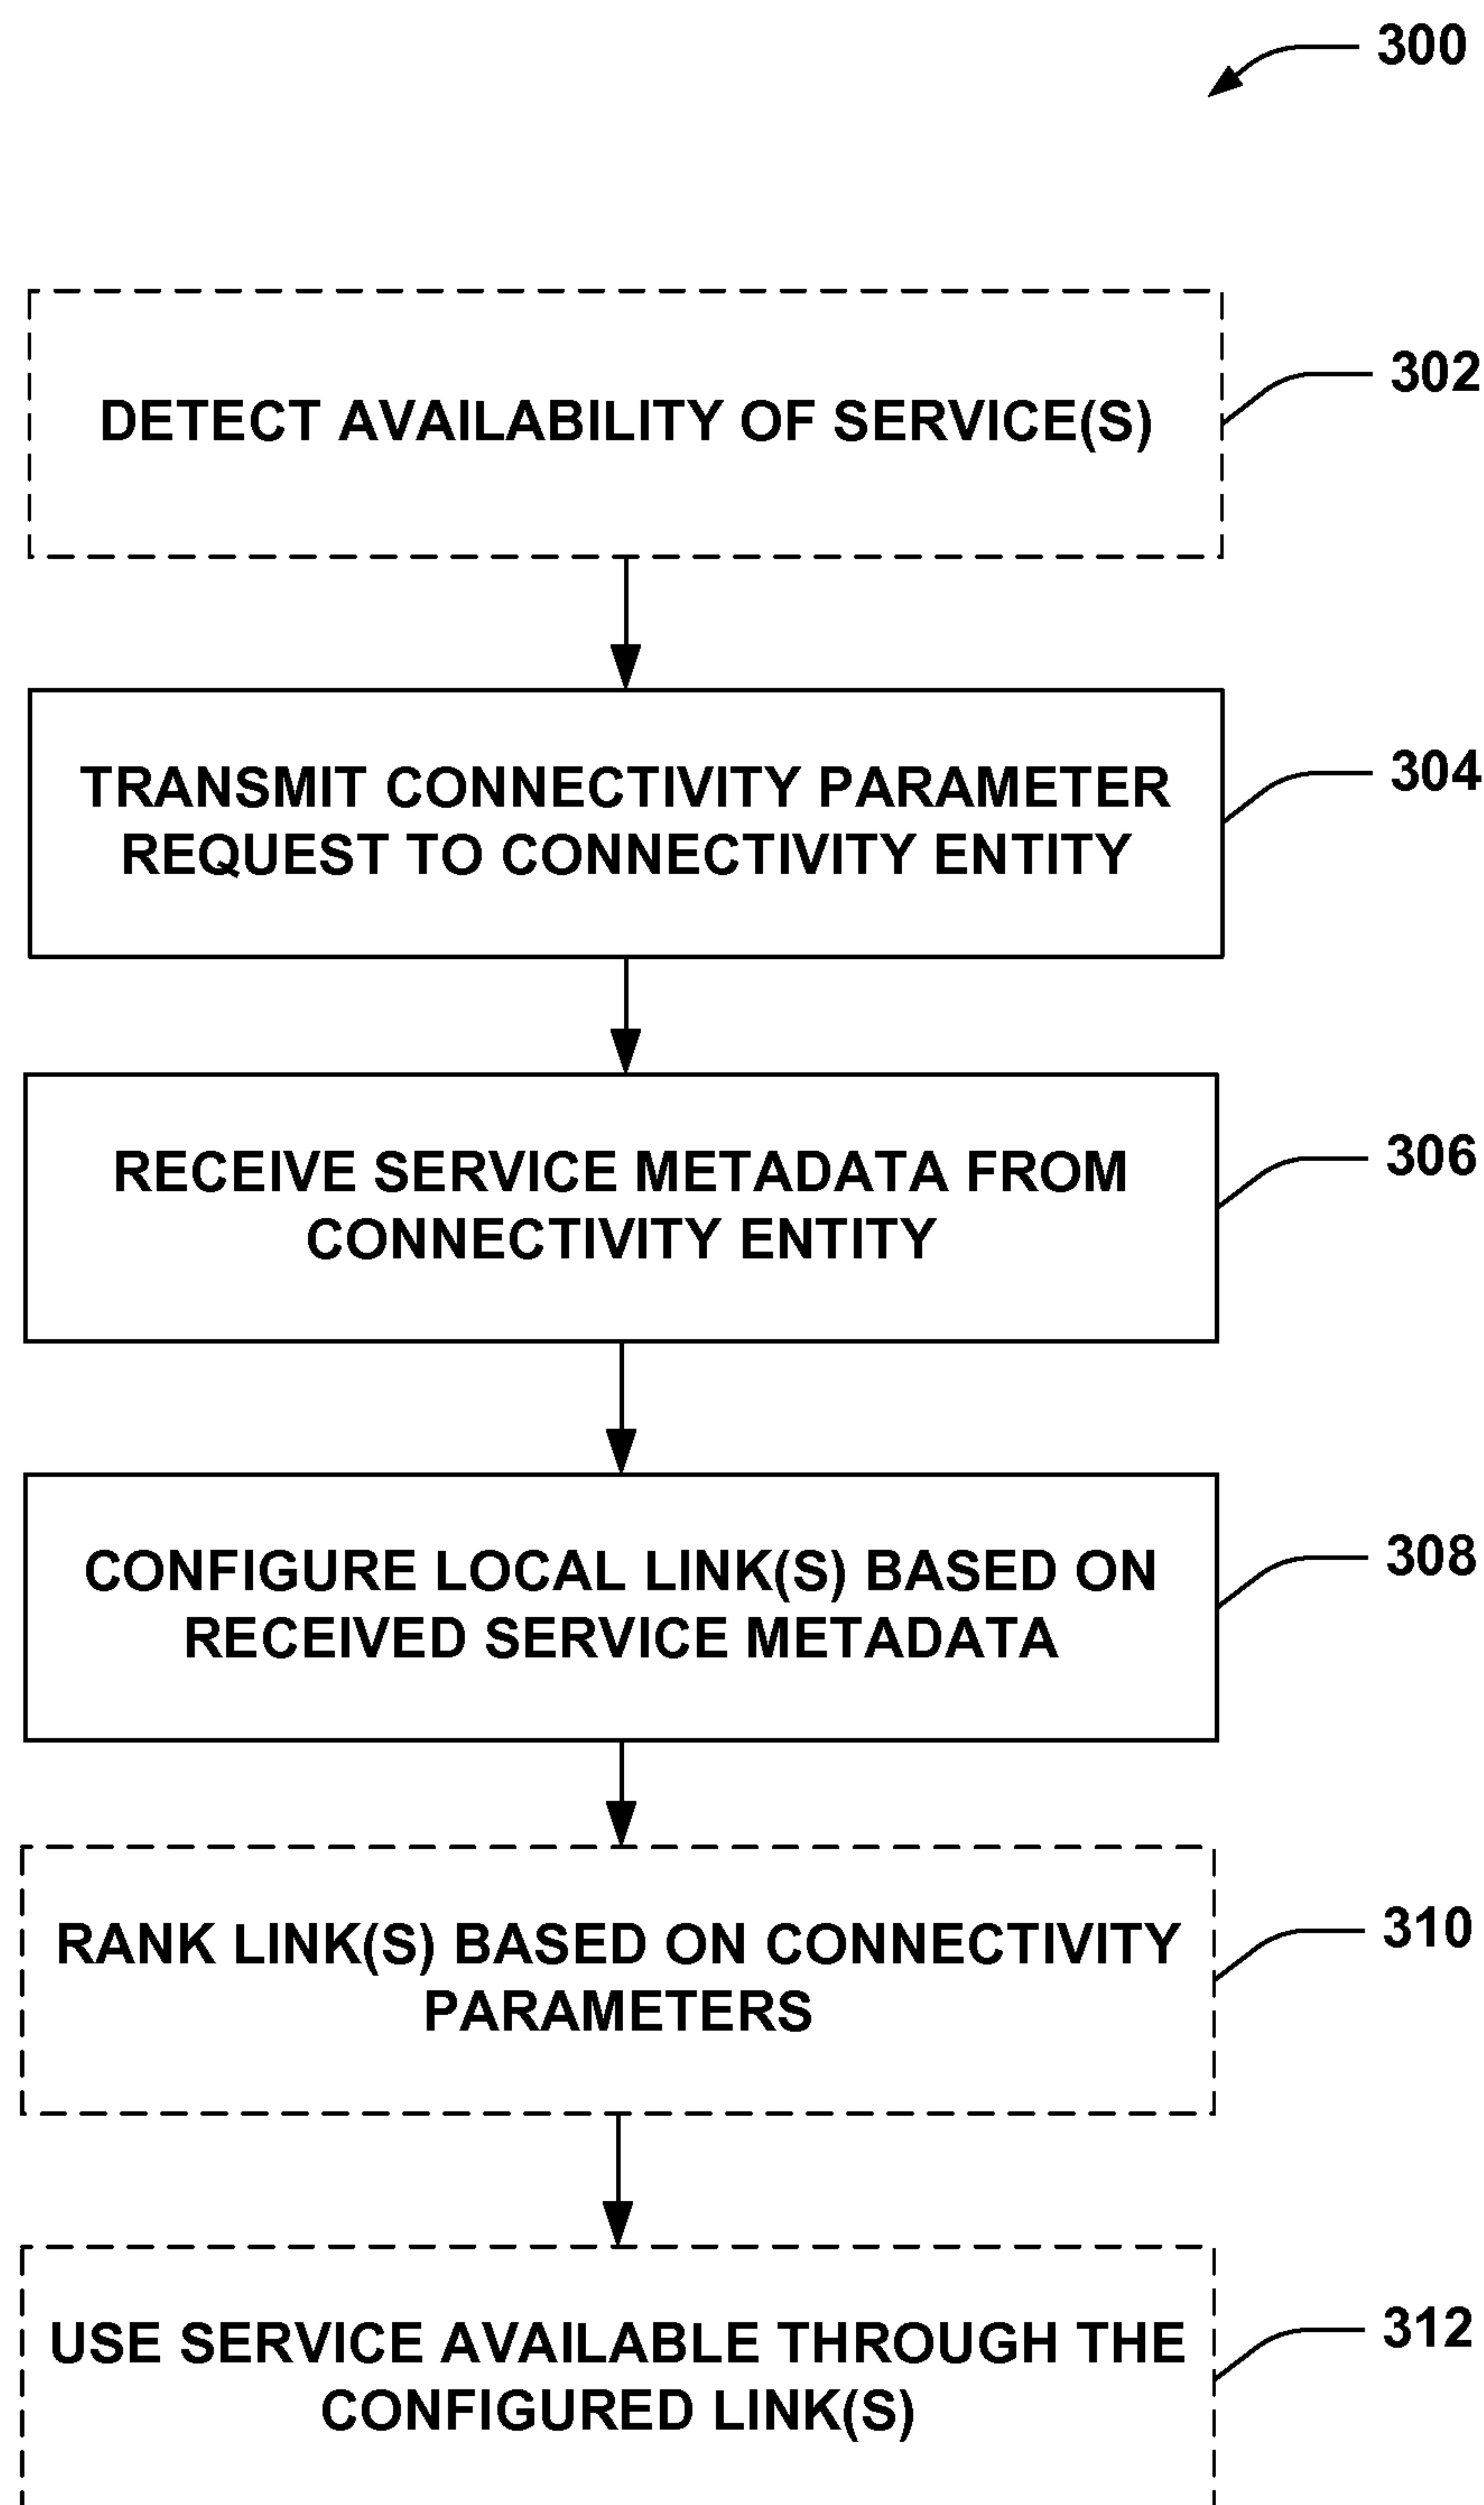 300
DETECT AVAILABILITY OF SERVICE(S)
302
TRANSMIT CONNECTIVITY PARAMETER
REQUEST TO CONNECTIVITY ENTITY
304
RECEIVE SERVICE METADATA FROM
CONNECTIVITY ENTITY
306
CONFIGURE LOCAL LINK(S) BASED ON
RECEIVED SERVICE METADATA
308
RANK LINK(S) BASED ON CONNECTIVITY
PARAMETERS
310
USE SERVICE AVAILABLE THROUGH THE
CONFIGURED LINK(S)
312